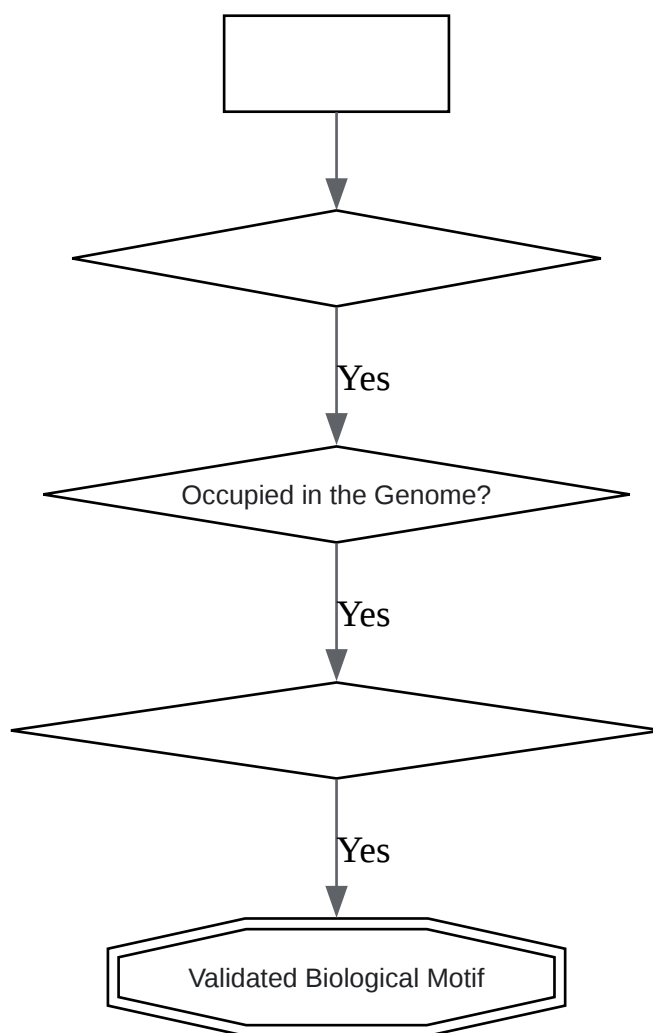 Yes
Occupied in the Genome?
Yes
Yes
Validated Biological Motif